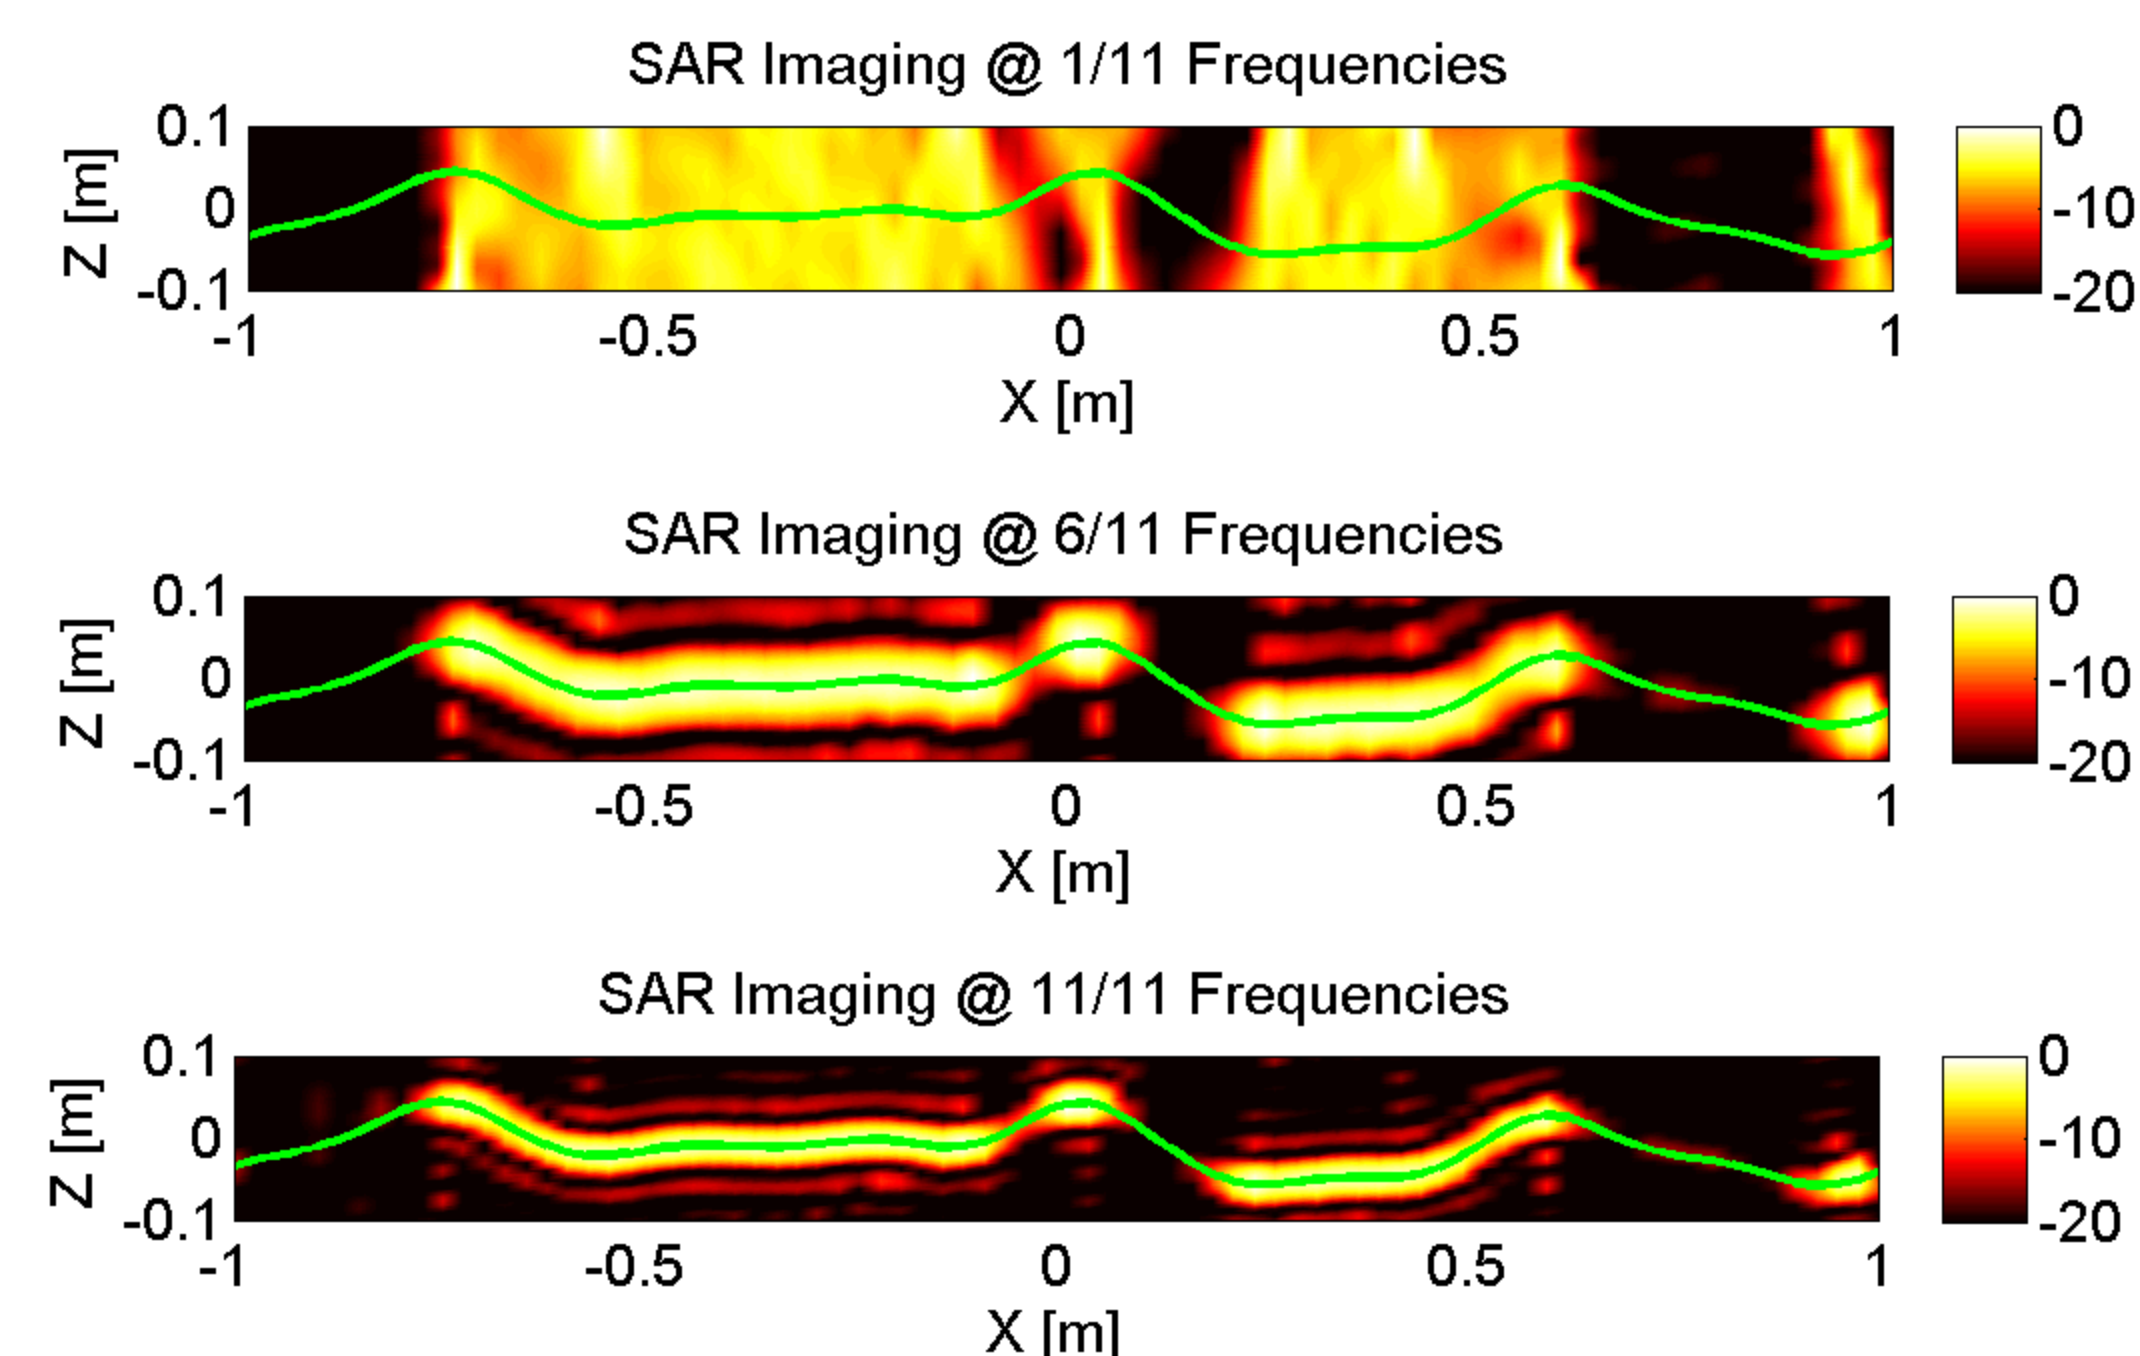 SAR Imaging @ 1/11 Frequencies
0.1
0
-0.1
Z [m]
-1 -0.5 0 0.5 1
X [m]
0
-10
-20
SAR Imaging @ 6/11 Frequencies
0.1
0
-0.1
Z [m]
-1 -0.5 0 0.5 1
X [m]
0
-10
-20
SAR Imaging @ 11/11 Frequencies
0.1
0
-0.1
Z [m]
-1 -0.5 0 0.5 1
X [m]
0
-10
-20